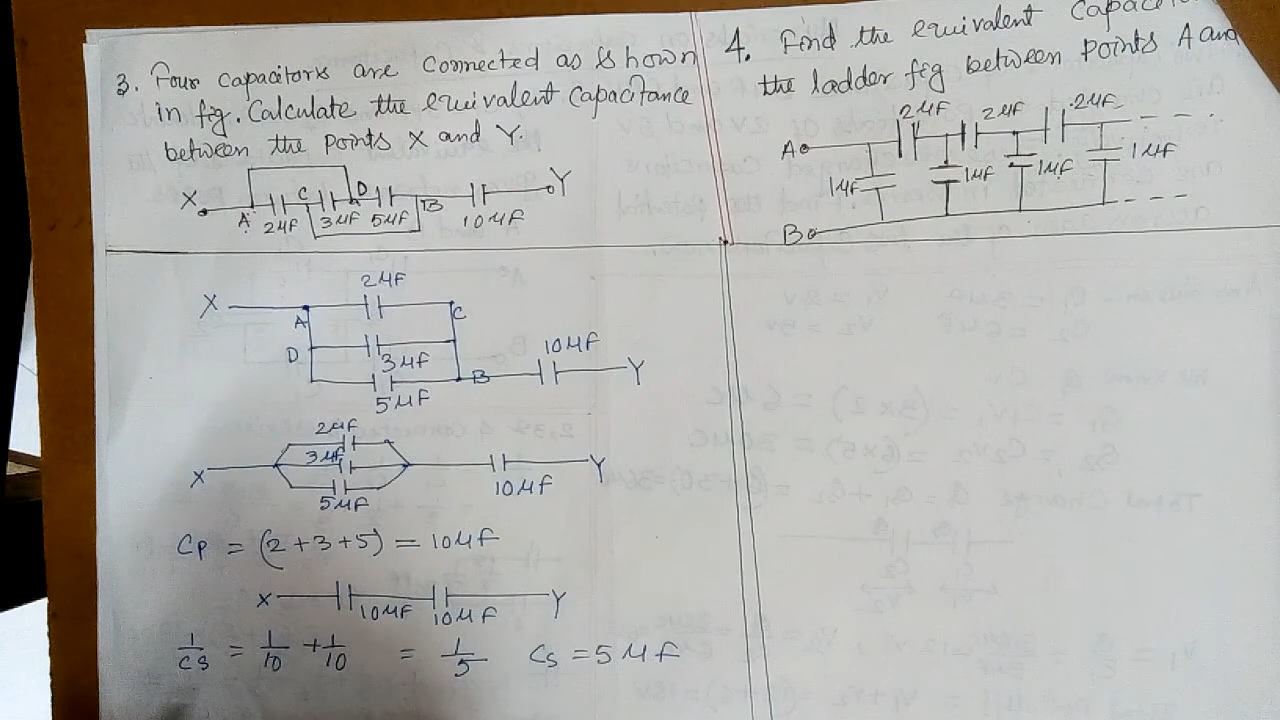 3. Four capacitors are connected as shown
in fig. Calculate the equivalent capacitance
between the points X and Y.
X A 2μF C 3μF D 5μF B 10μF Y
4. Find the equivalent
the ladder fig between points A and
2μF 2μF 2μF
A
1μF 1μF 1μF 1μF
B
2μF
X A C
D 3μF 10μF
B Y
5μF
2μF
X 3μF Y
5μF 10μF
Cp = (2+3+5) = 10μF
X 10μF 10μF Y
1/Cs = 1/10 + 1/10 = 1/5 Cs = 5μF